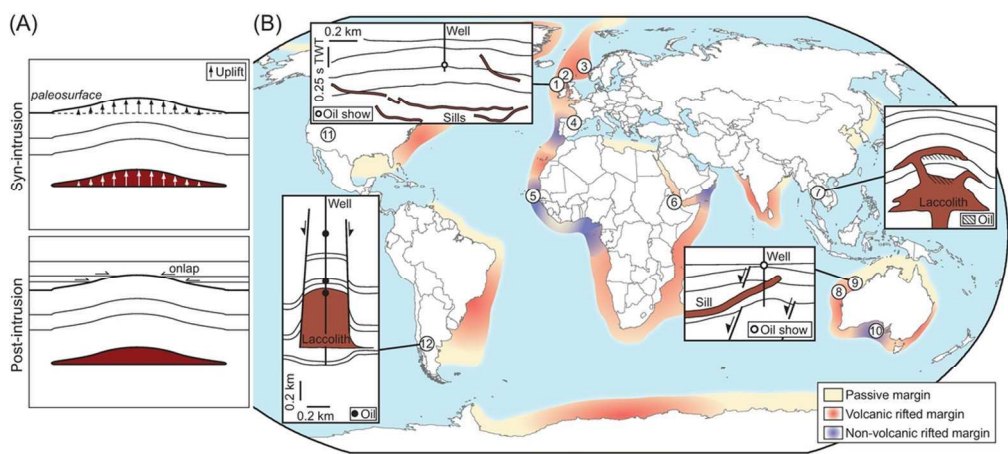 (A)
Syn-intrusion
Uplift
paleosurface
Post-intrusion
onlap
(B)
0.2 km
0.25 s TWT
Well
Oil show
Sills
1
2
3
4
5
6
7
8
9
10
11
12
Laccolith
Oil
Well
Laccolith
0.2 km
0.2 km
Oil
Well
Sill
Oil show
Passive margin
Volcanic rifted margin
Non-volcanic rifted margin